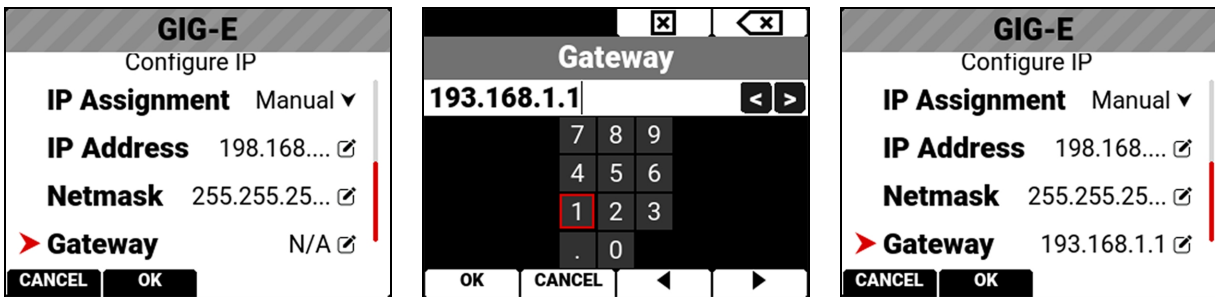 GIG-E
Configure IP
IP Assignment Manual
IP Address 198.168....
Netmask 255.255.25...
Gateway N/A
CANCEL OK
Gateway
193.168.1.1
< >
7 8 9
4 5 6
1 2 3
. 0
OK CANCEL
GIG-E
Configure IP
IP Assignment Manual
IP Address 198.168....
Netmask 255.255.25...
Gateway 193.168.1.1
CANCEL OK